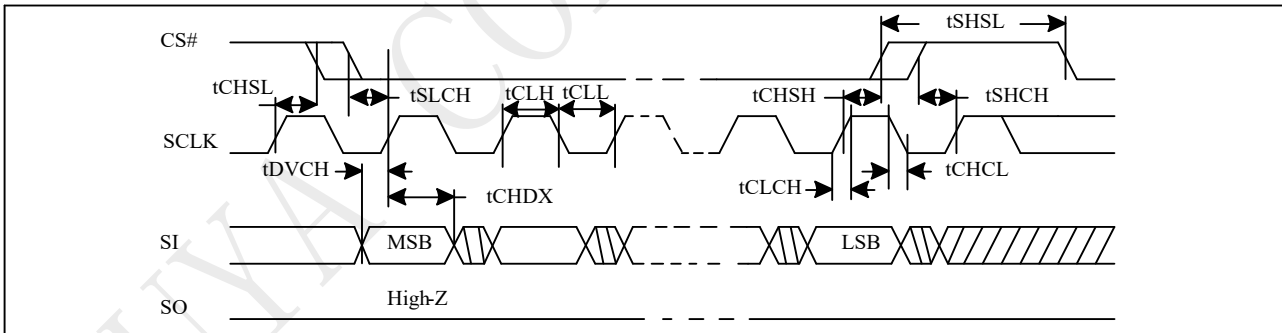 tSHSL
CS#
tCHSL
tSLCH
tCLH
tCLL
tCHSH
tSHCH
SCLK
tDVCH
tCHDX
tCLCH
tCHCL
SI
MSB
LSB
SO
High-Z